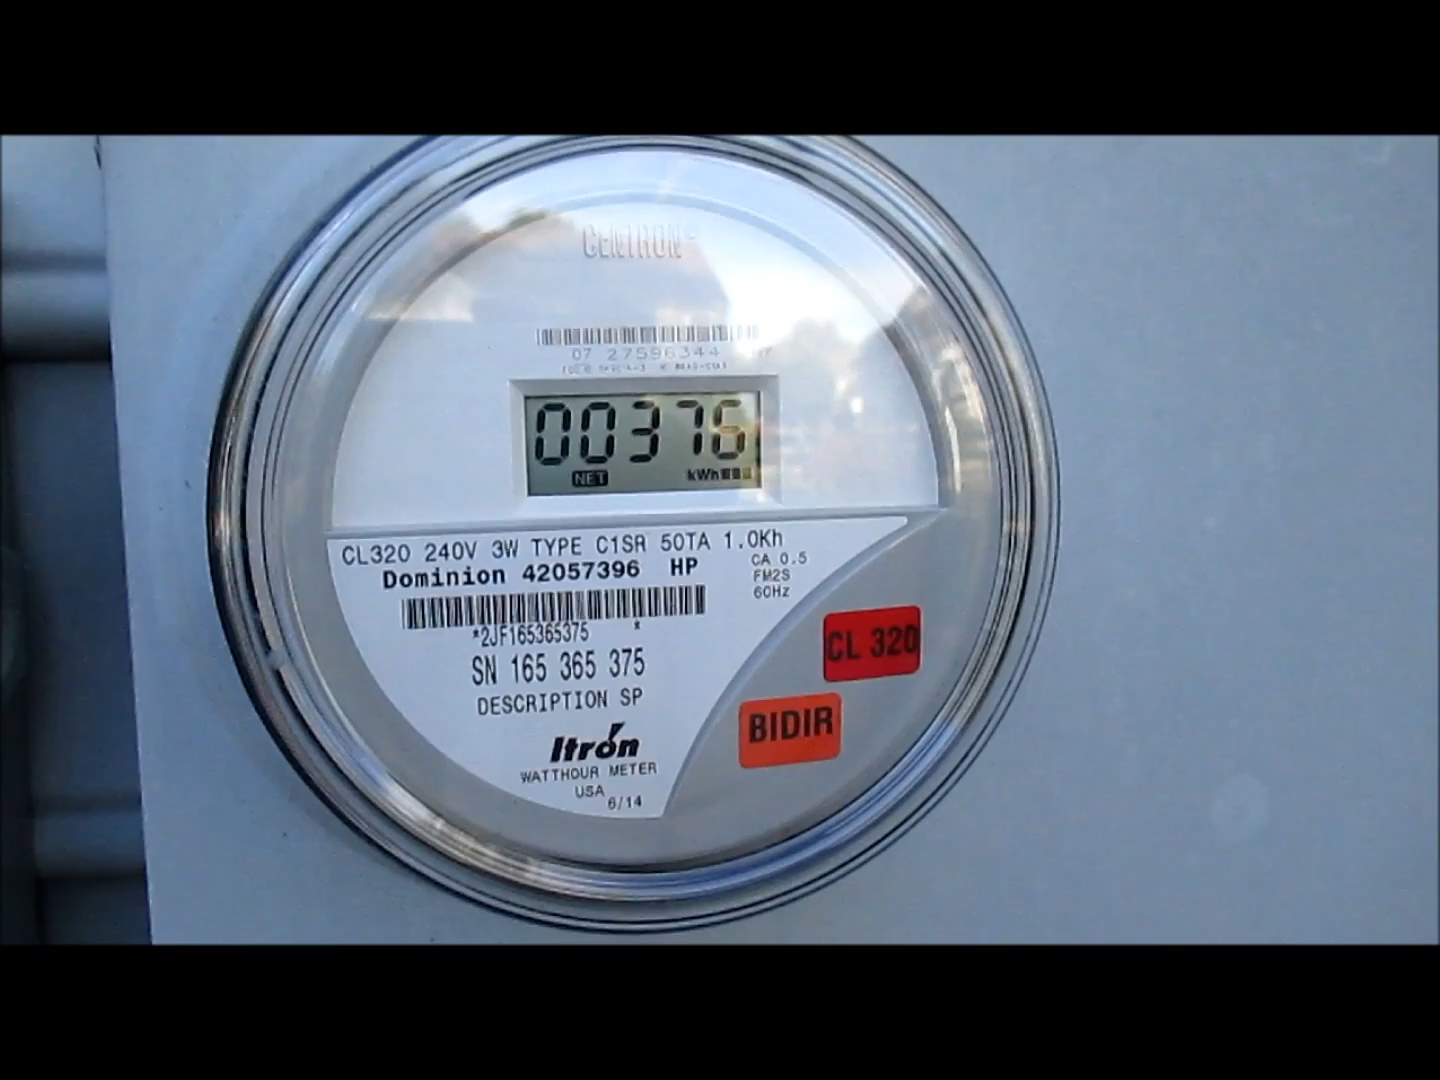 CENTRON
07 27596344
00376
NET kWh
CL320 240V 3W TYPE C1SR 50TA 1.0Kh
CA 0.5
Dominion 42057396 HP
FM2S
60Hz
*2JF165365375 *
SN 165 365 375
DESCRIPTION SP
CL 320
BIDIR
Itron
WATTHOUR METER
USA
6/14